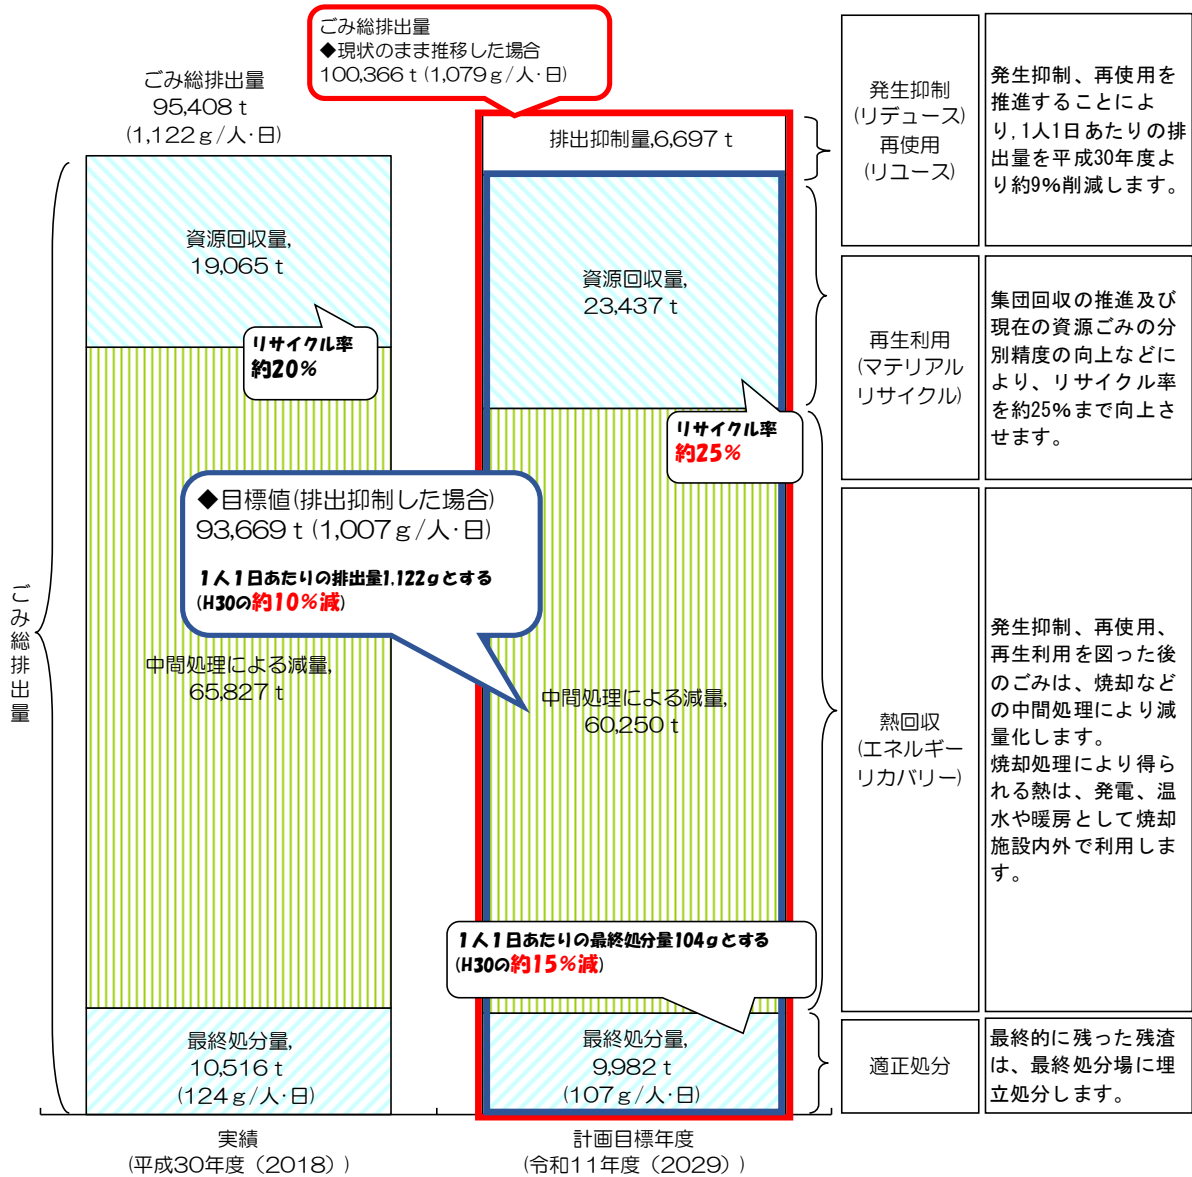 ごみ総排出量
◆現状のまま推移した場合
100,366ｔ(1,079ｇ/人･日)
ごみ総排出量
95,408ｔ
(1,122ｇ/人･日)
排出抑制量,6,697ｔ
資源回収量,
19,065ｔ
リサイクル率
約20%
資源回収量,
23,437ｔ
リサイクル率
約25%
◆目標値(排出抑制した場合)
93,669ｔ(1,007ｇ/人･日)
1人1日あたりの排出量1,122gとする
(H30の約10%減)
ごみ総排出量
中間処理による減量,
65,827ｔ
中間処理による減量,
60,250ｔ
1人1日あたりの最終処分量104gとする
(H30の約15%減)
最終処分量,
10,516ｔ
(124ｇ/人･日)
最終処分量,
9,982ｔ
(107ｇ/人･日)
実績
(平成30年度（2018）)
計画目標年度
(令和11年度（2029）)
発生抑制
(リデュース)
再使用
(リユース)
発生抑制、再使用を
推進することによ
り,1人1日あたりの排
出量を平成30年度よ
り約9%削減します。
再生利用
(マテリアル
リサイクル)
集団回収の推進及び
現在の資源ごみの分
別精度の向上などに
より、リサイクル率
を約25%まで向上さ
せます。
熱回収
(エネルギー
リカバリー)
発生抑制、再使用、
再生利用を図った後
のごみは、焼却など
の中間処理により減
量化します。
焼却処理により得ら
れる熱は、発電、温
水や暖房として焼却
施設内外で利用しま
す。
適正処分
最終的に残った残渣
は、最終処分場に埋
立処分します。